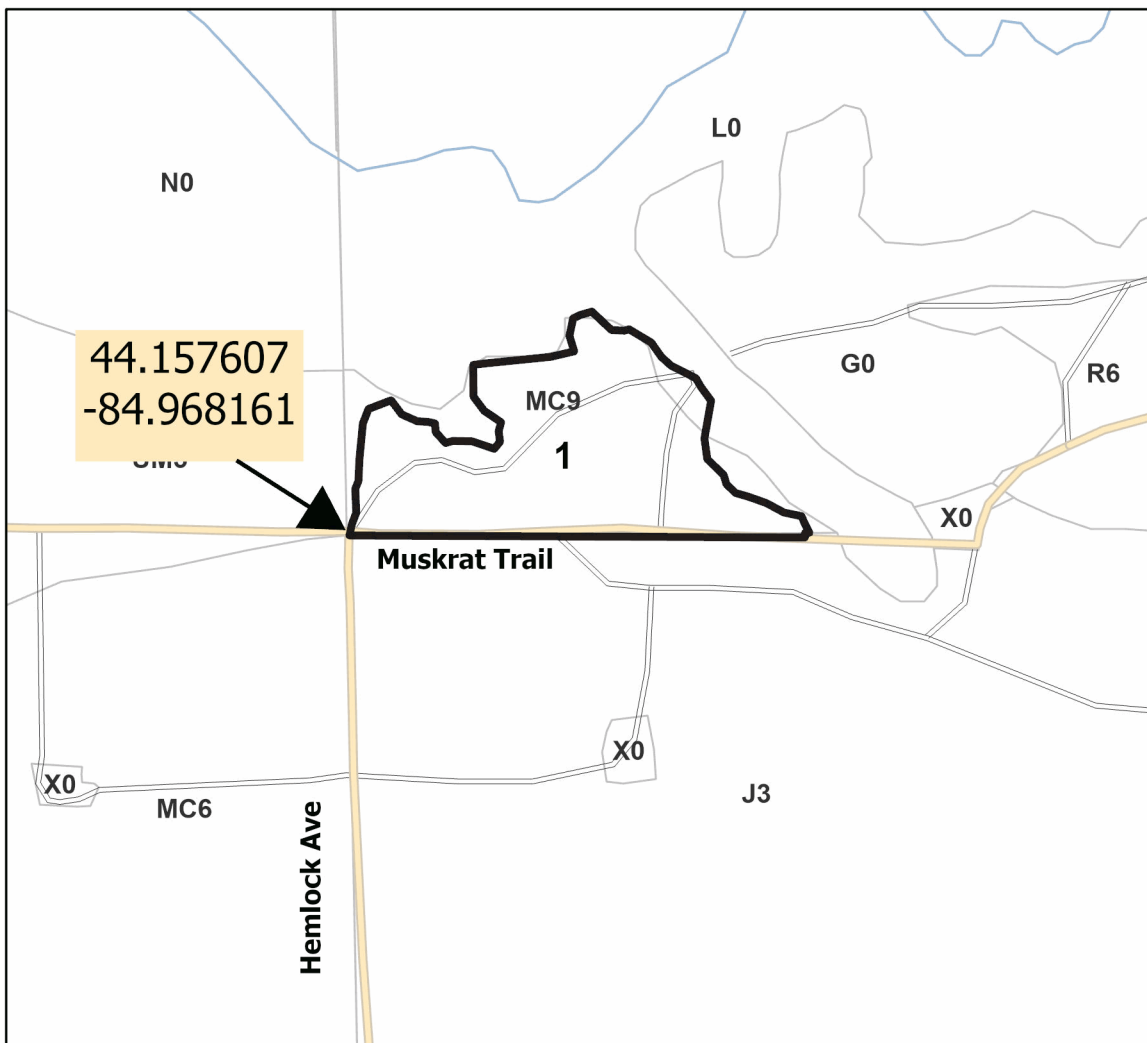 L0
N0
44.157607
-84.968161
G0
R6
MC9
1
X0
Muskrat Trail
X0
X0
MC6
J3
Hemlock Ave